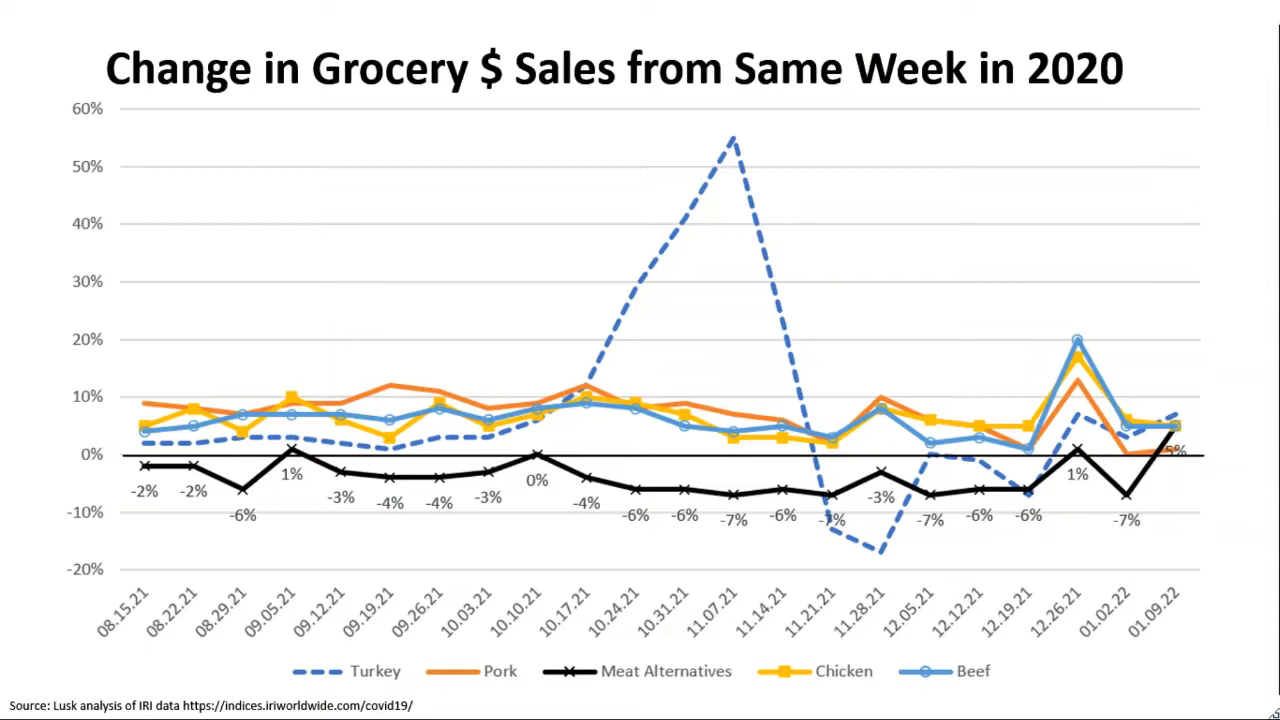 Change in Grocery $ Sales from Same Week in 2020
60%
50%
40%
30%
20%
10%
0%
-10%
-20%
-2% -2% -6% 1% -3% -4% -4% -3% 0% -4% -6% -6% -7% -6% -7% -3% -7% -6% -6% 1% -7% 5%
08.15.21 08.22.21 08.29.21 09.05.21 09.12.21 09.19.21 09.26.21 10.03.21 10.10.21 10.17.21 10.24.21 10.31.21 11.07.21 11.14.21 11.21.21 11.28.21 12.05.21 12.12.21 12.19.21 12.26.21 01.02.22 01.09.22
Turkey Pork Meat Alternatives Chicken Beef
Source: Lusk analysis of IRI data https://indices.iriworldwide.com/covid19/